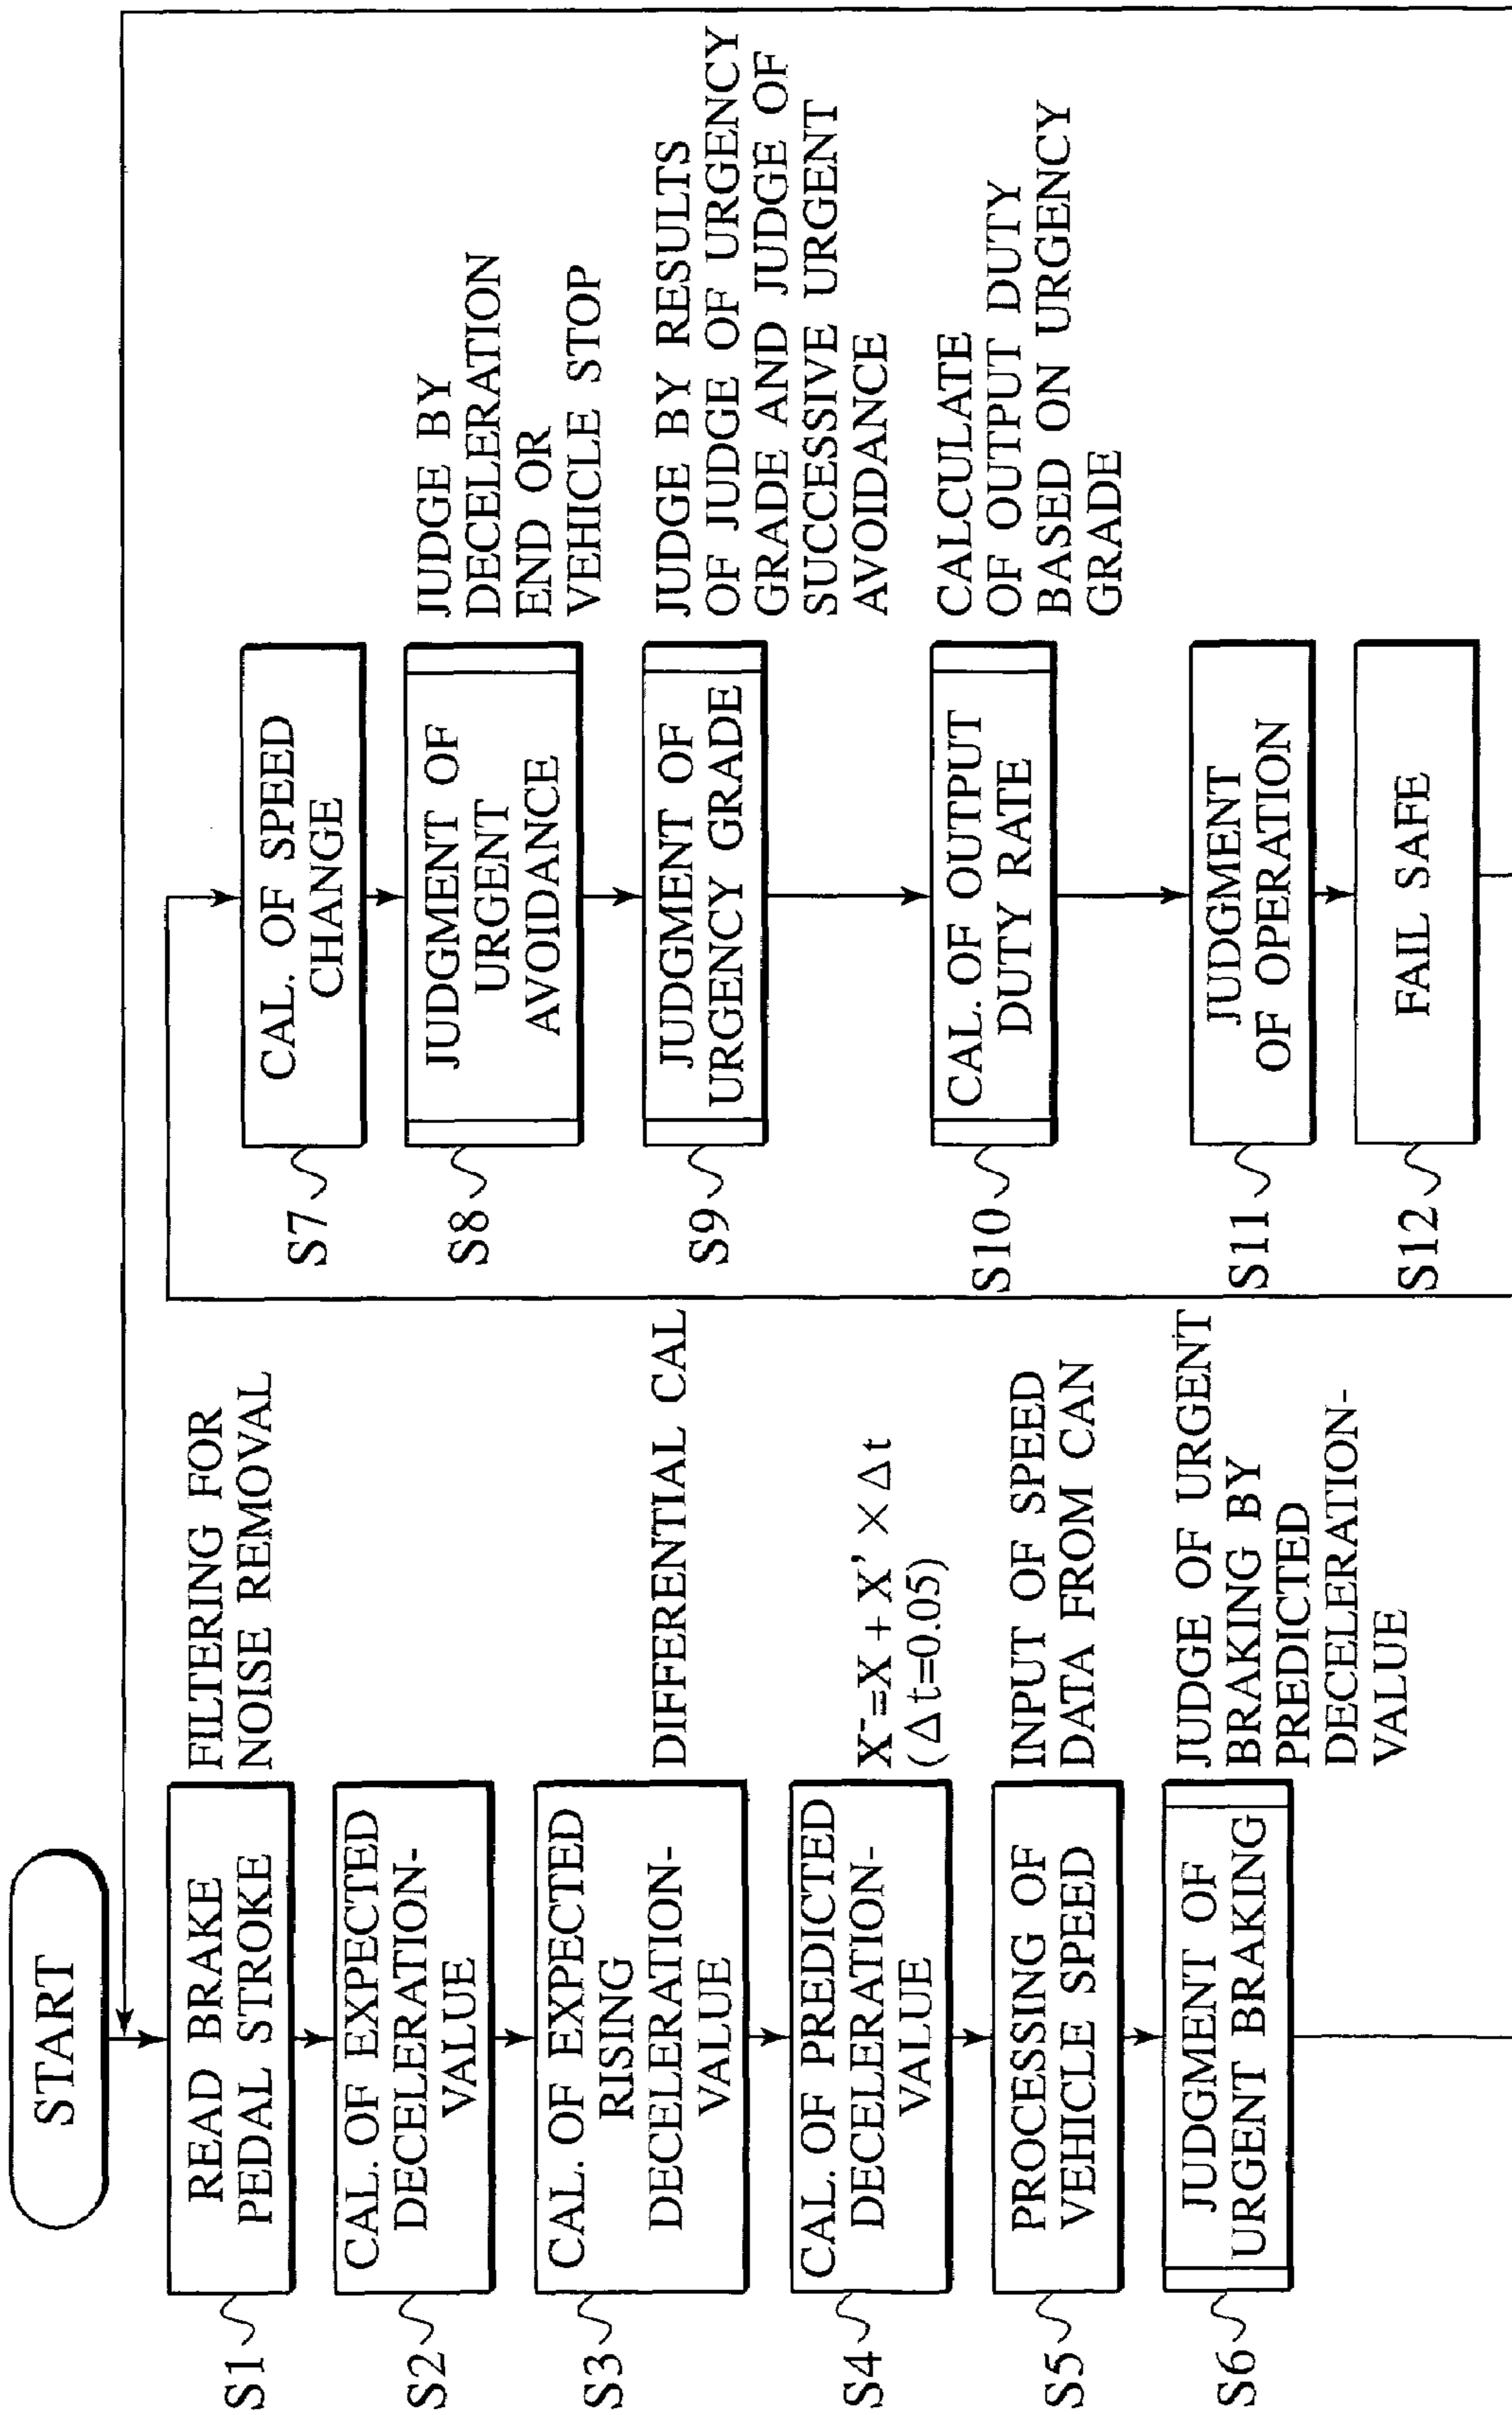 START
S1
READ BRAKE
PEDAL STROKE
FILTERING FOR
NOISE REMOVAL
S2
CAL. OF EXPECTED
DECELERATION-
VALUE
S3
CAL. OF EXPECTED
RISING
DECELERATION-
VALUE
DIFFERENTIAL CAL
S4
CAL. OF PREDICTED
DECELERATION-
VALUE
X⁻=X+X'×Δt
(Δt=0.05)
S5
PROCESSING OF
VEHICLE SPEED
INPUT OF SPEED
DATA FROM CAN
S6
JUDGMENT OF
URGENT BRAKING
JUDGE OF URGENT
BRAKING BY
PREDICTED
DECELERATION-
VALUE
S7
CAL. OF SPEED
CHANGE
S8
JUDGMENT OF
URGENT
AVOIDANCE
JUDGE BY
DECELERATION
END OR
VEHICLE STOP
S9
JUDGMENT OF
URGENCY GRADE
JUDGE BY RESULTS
OF JUDGE OF URGENCY
GRADE AND JUDGE OF
SUCCESSIVE URGENT
AVOIDANCE
S10
CAL. OF OUTPUT
DUTY RATE
CALCULATE
OF OUTPUT DUTY
BASED ON URGENCY
GRADE
S11
JUDGMENT
OF OPERATION
S12
FAIL SAFE